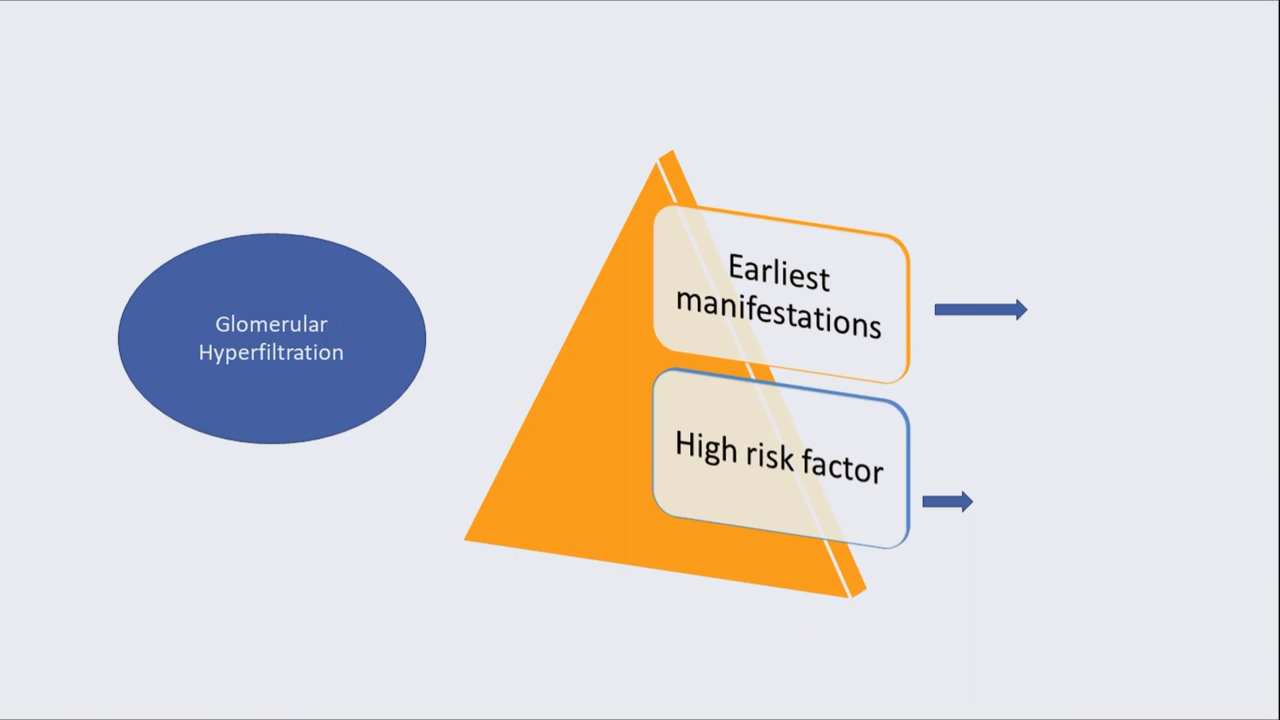 Glomerular
Hyperfiltration
Earliest
manifestations
High risk factor